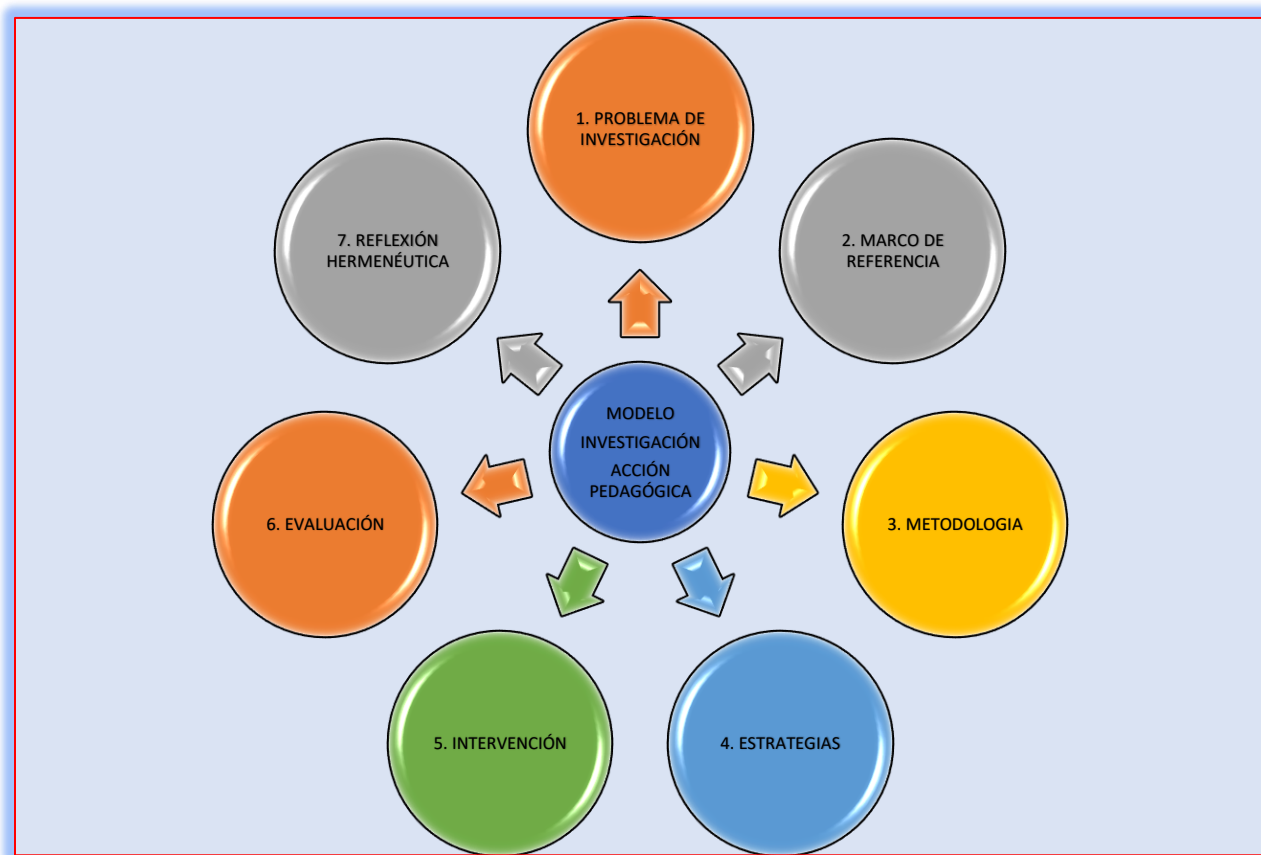 1. PROBLEMA DE
INVESTIGACIÓN
2. MARCO DE
REFERENCIA
3. METODOLOGIA
4. ESTRATEGIAS
5. INTERVENCIÓN
6. EVALUACIÓN
7. REFLEXIÓN
HERMENÉUTICA
MODELO
INVESTIGACIÓN
ACCIÓN
PEDAGÓGICA